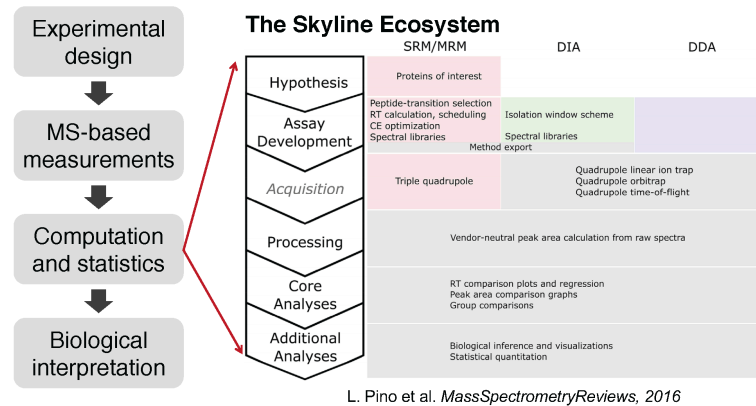 Experimental
design
MS-based
measurements
Computation
and statistics
Biological
interpretation
The Skyline Ecosystem
SRM/MRM
DIA
DDA
Hypothesis
Proteins of interest
Assay
Development
Peptide-transition selection
RT calculation, scheduling
CE optimization
Spectral libraries
Isolation window scheme
Spectral libraries
Method export
Acquisition
Triple quadrupole
Quadrupole linear ion trap
Quadrupole orbitrap
Quadrupole time-of-flight
Processing
Vendor-neutral peak area calculation from raw spectra
Core
Analyses
RT comparison plots and regression
Peak area comparison graphs
Group comparisons
Additional
Analyses
Biological inference and visualizations
Statistical quantitation
L. Pino et al. MassSpectrometryReviews, 2016